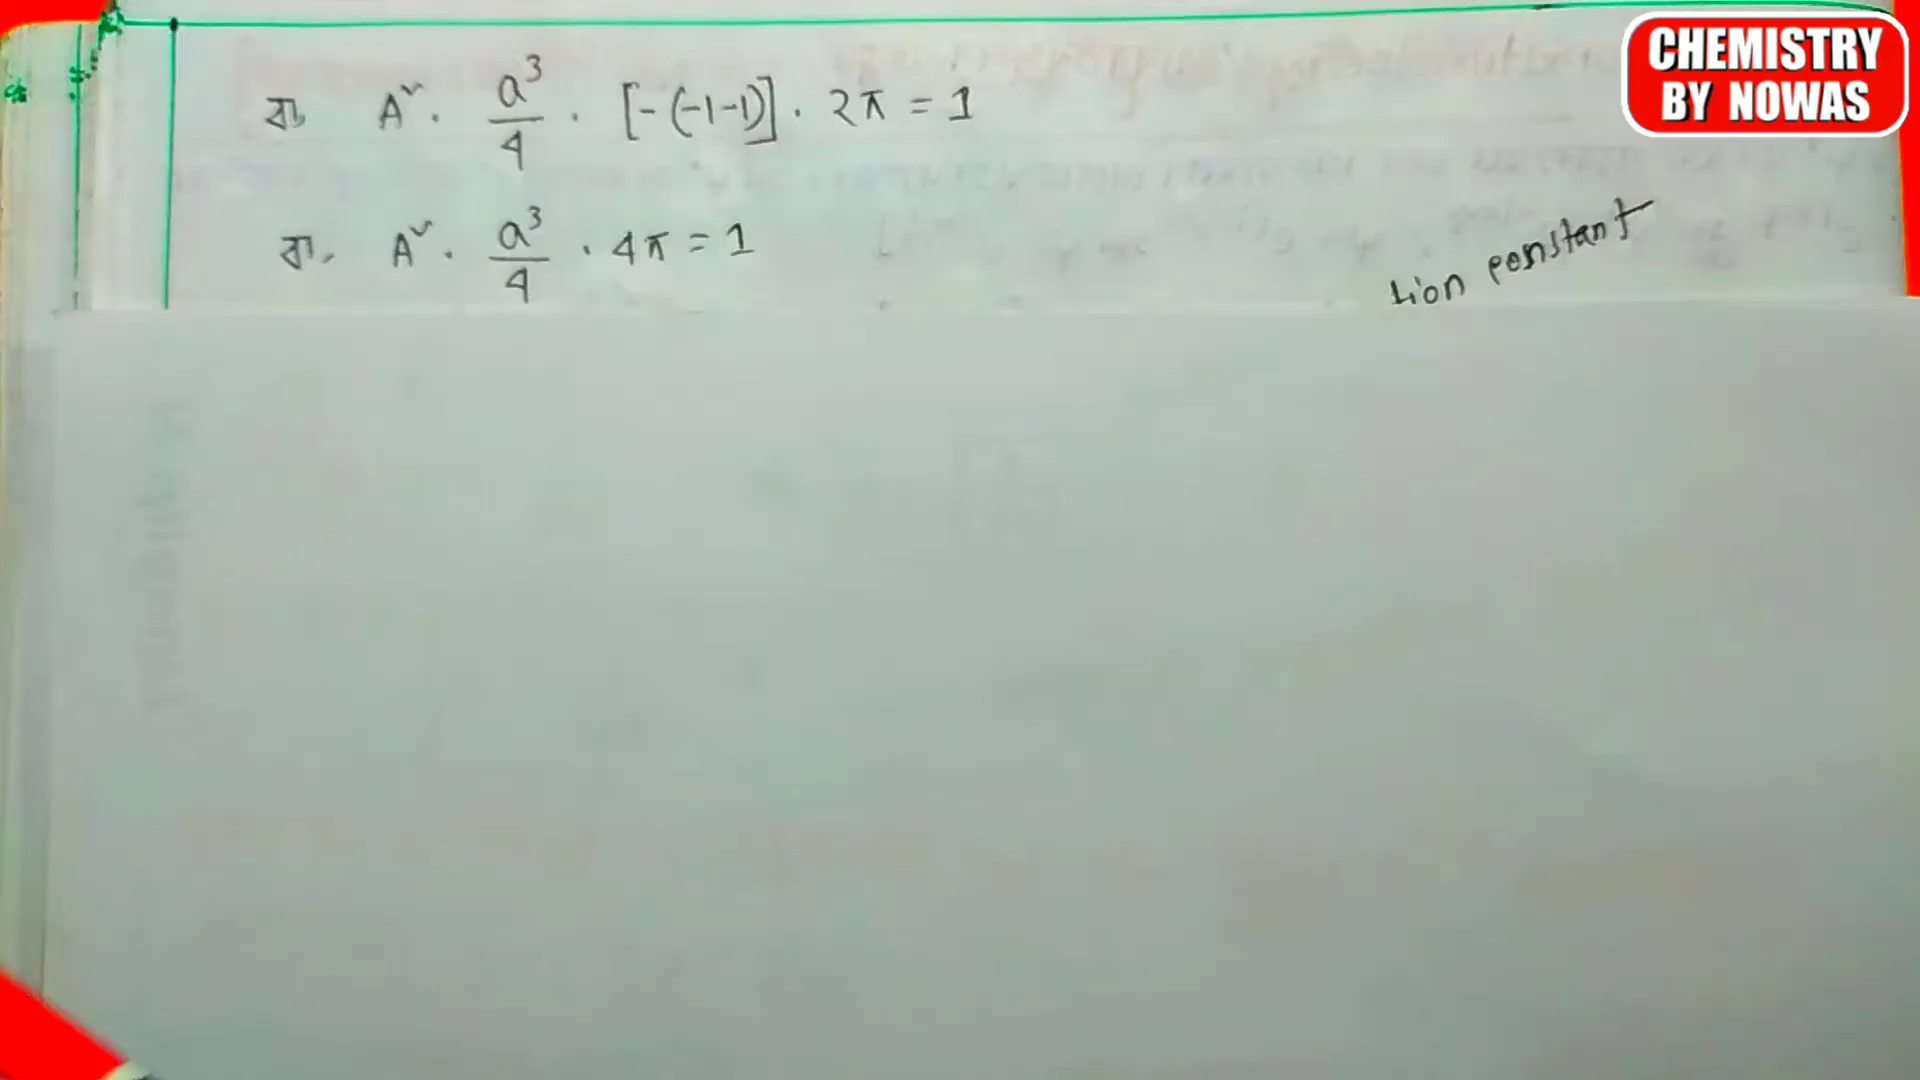 CHEMISTRY
BY NOWAS
বা, A² · a³/4 · [-(-1-1)] · 2π = 1
বা, A² · a³/4 · 4π = 1
tion constant